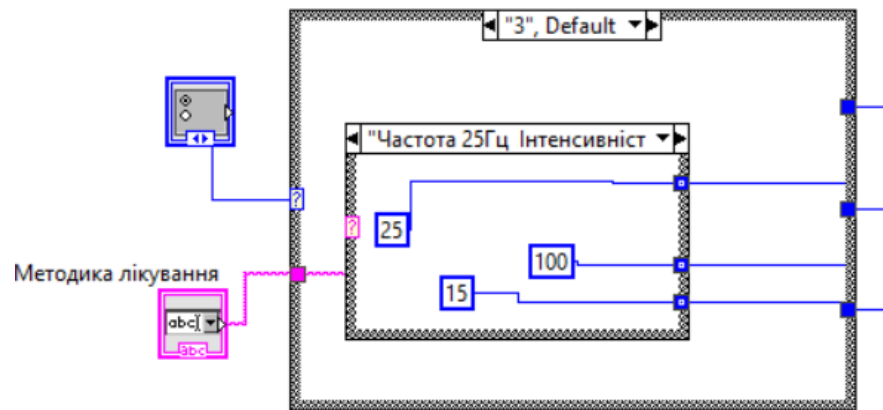 "3", Default
"Частота 25Гц Інтенсивніст
?
?
25
100
15
Методика лікування
abc
abc